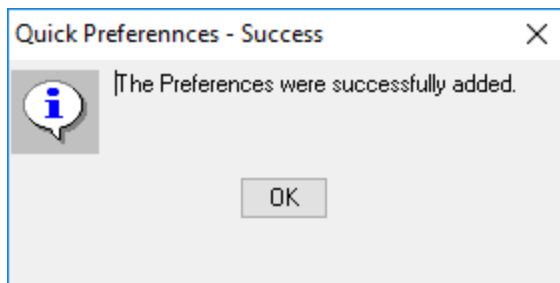 Quick Preferennces - Success
The Preferences were successfully added.
OK